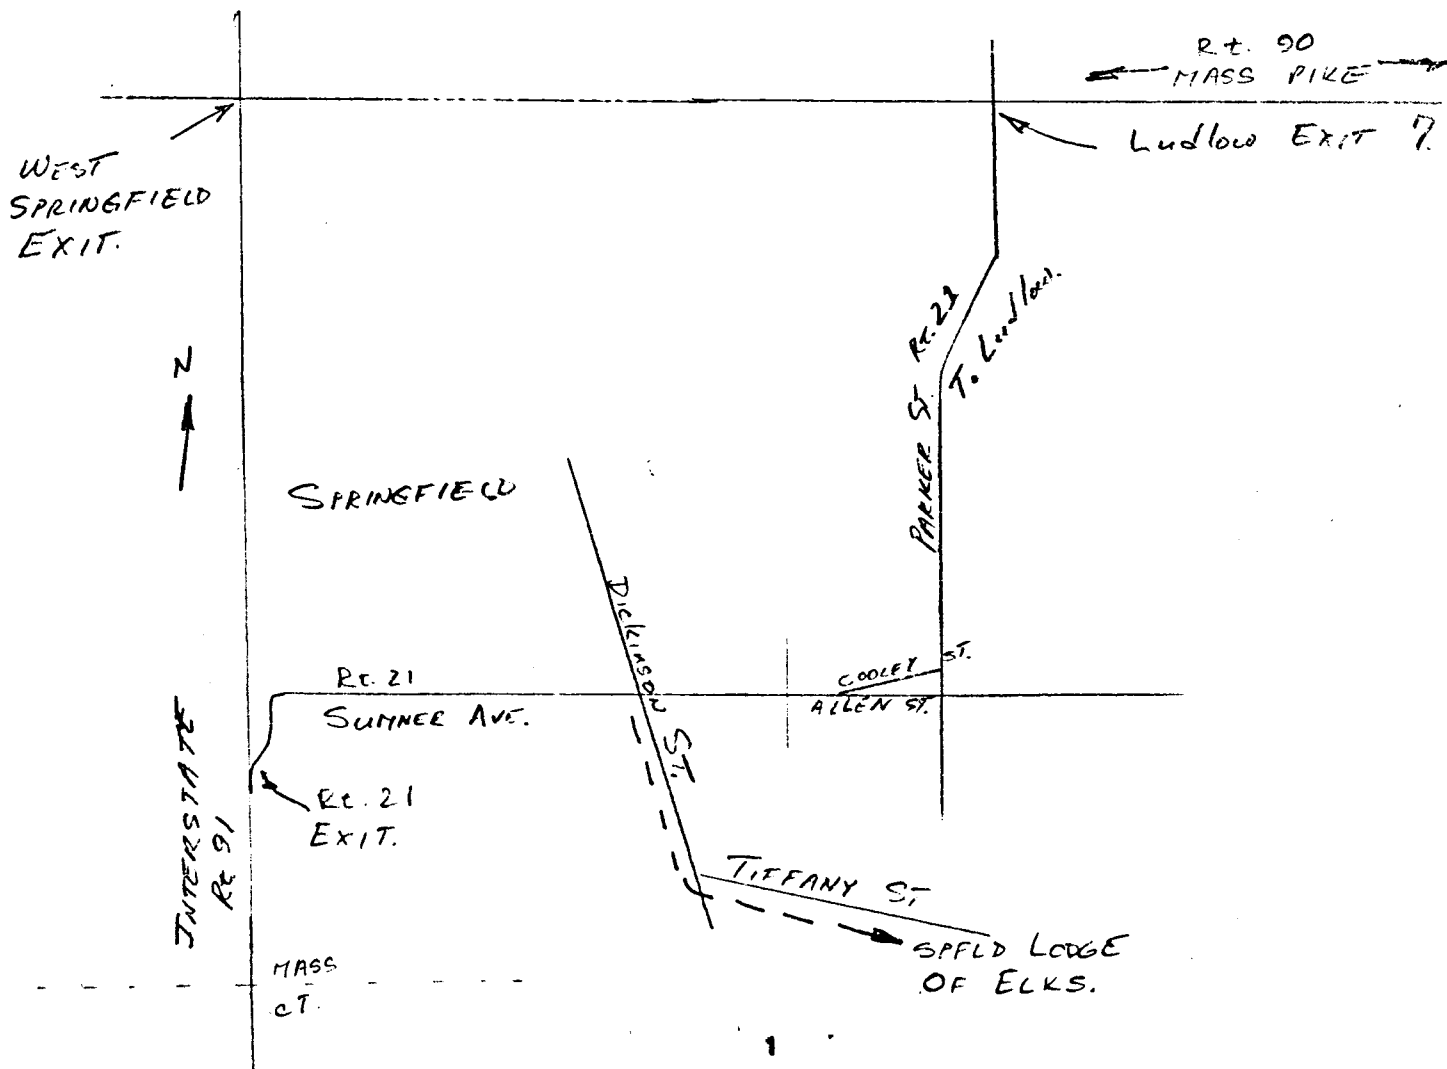 Rt. 90
MASS PIKE
Ludlow EXIT 7.
WEST
SPRINGFIELD
EXIT.
Rt. 21
To Ludlow.
N
PARKER ST.
SPRINGFIELD
DICKINSON ST.
COOLEY ST.
ALLEN ST.
Rt. 21
SUMNER AVE.
Rt. 21
EXIT.
INTERSTATE
Rt 91
TIFFANY ST,
SPFLD LODGE
OF ELKS.
MASS
CT.
1